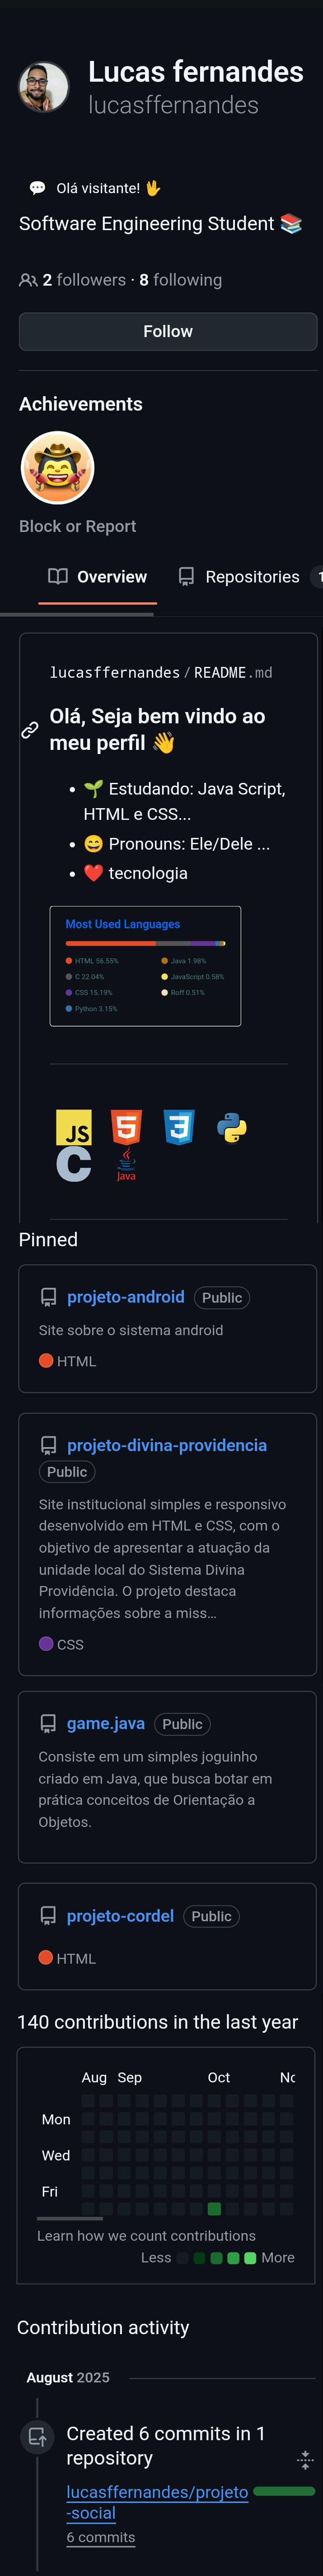 Lucas fernandes
lucasffernandes
💬 Olá visitante! 🖖
Software Engineering Student 📚
2 followers · 8 following
Follow
Achievements
Block or Report
Overview
Repositories
1
lucasffernandes/README.md
Olá, Seja bem vindo ao
meu perfil 👋
• 🌱 Estudando: Java Script,
HTML e CSS...
• 😄 Pronouns: Ele/Dele ...
• ❤️ tecnologia
Most Used Languages
HTML 56.55%
Java 1.98%
C 22.04%
JavaScript 0.58%
CSS 15.19%
Roff 0.51%
Python 3.15%
JS
5
3
C
Java
Pinned
projeto-android Public
Site sobre o sistema android
HTML
projeto-divina-providencia
Public
Site institucional simples e responsivo
desenvolvido em HTML e CSS, com o
objetivo de apresentar a atuação da
unidade local do Sistema Divina
Providência. O projeto destaca
informações sobre a miss…
CSS
game.java Public
Consiste em um simples joguinho
criado em Java, que busca botar em
prática conceitos de Orientação a
Objetos.
projeto-cordel Public
HTML
140 contributions in the last year
Aug Sep Oct No
Mon
Wed
Fri
Learn how we count contributions
Less More
Contribution activity
August 2025
Created 6 commits in 1
repository
lucasffernandes/projeto
-social
6 commits